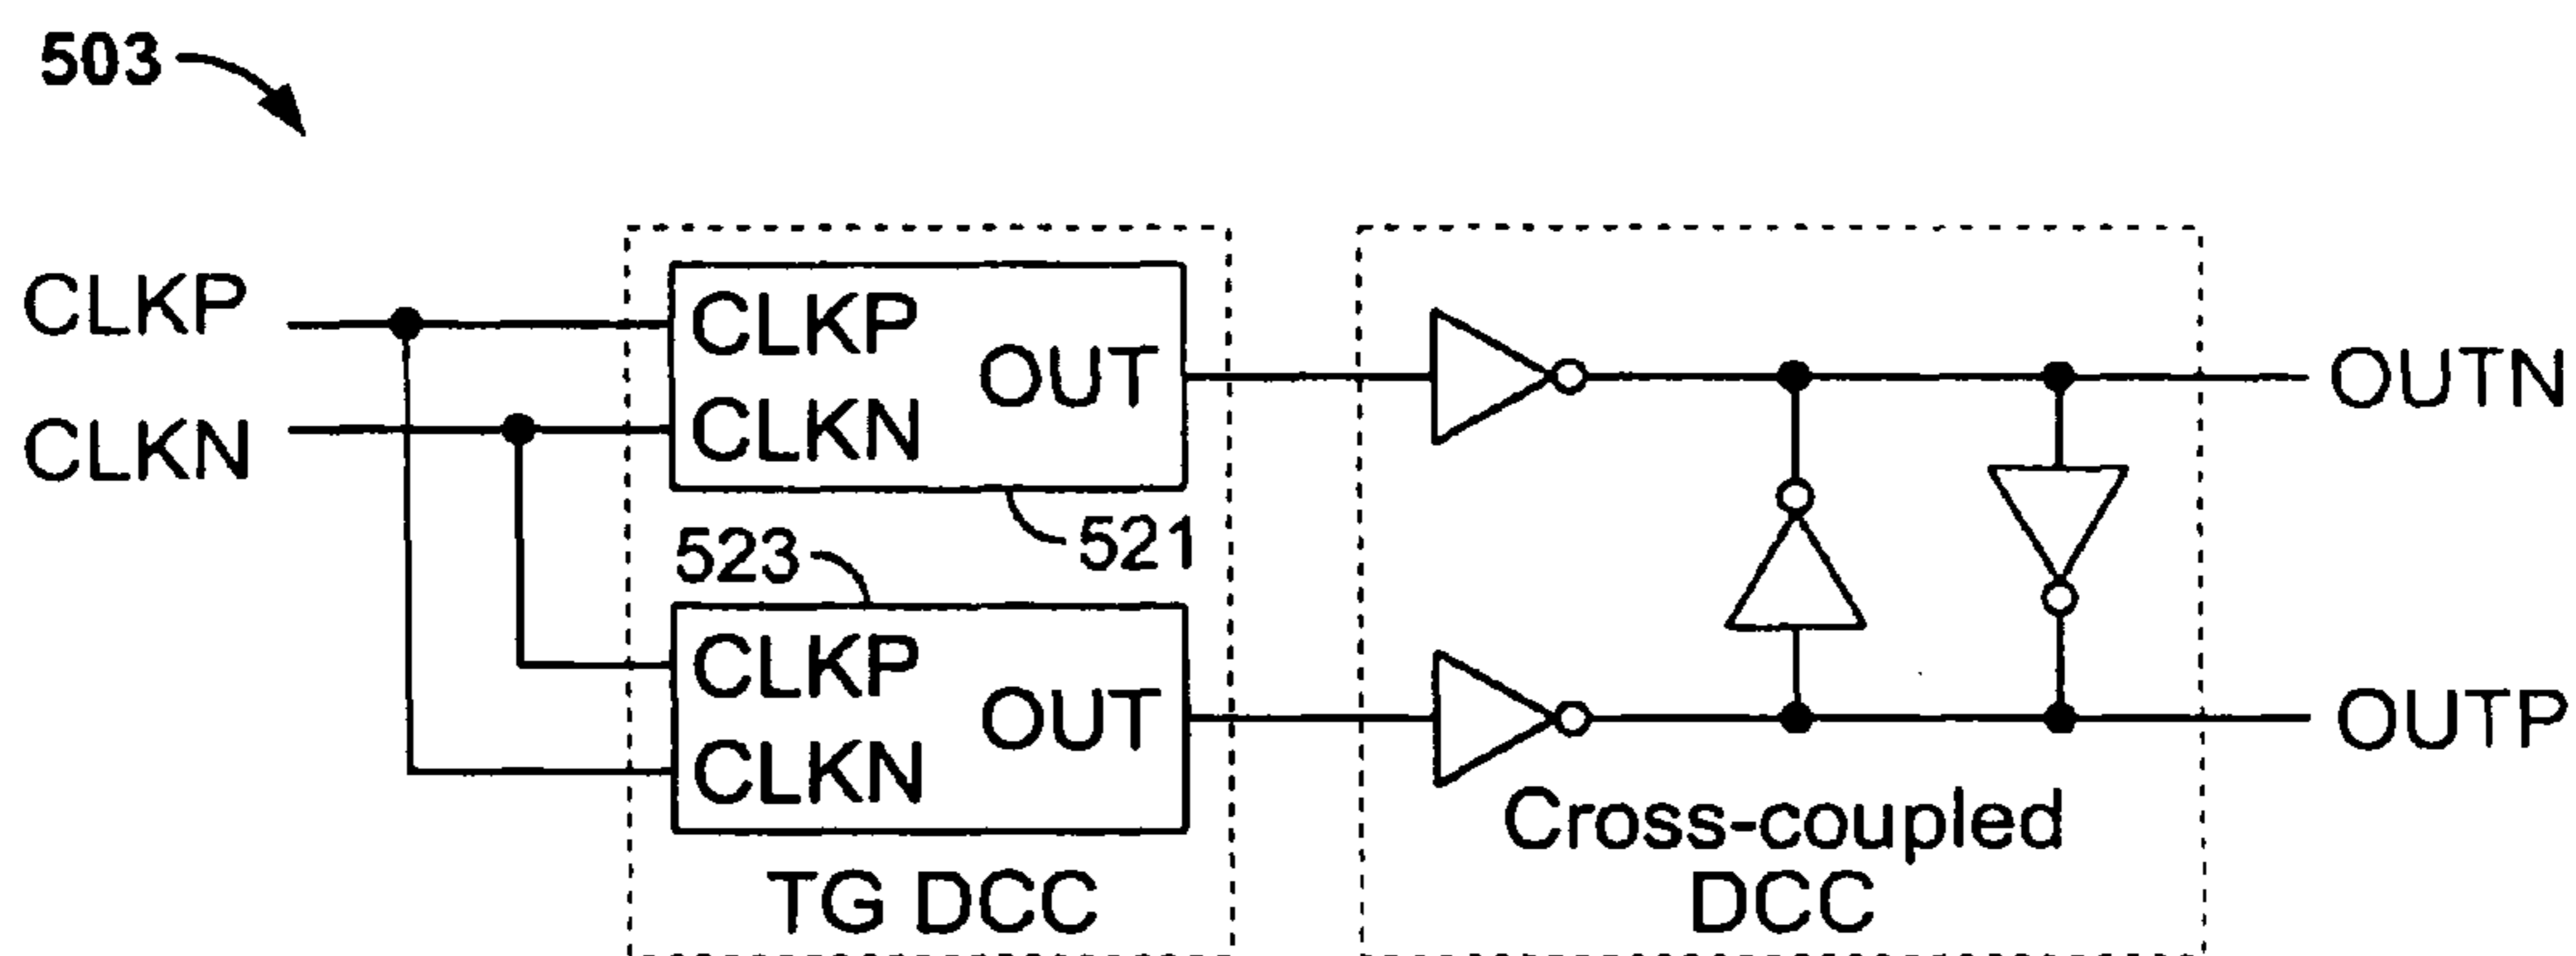 503
CLKP
CLKN
CLKP
CLKN
OUT
521
523
CLKP
CLKN
OUT
TG DCC
OUTN
OUTP
Cross-coupled
DCC